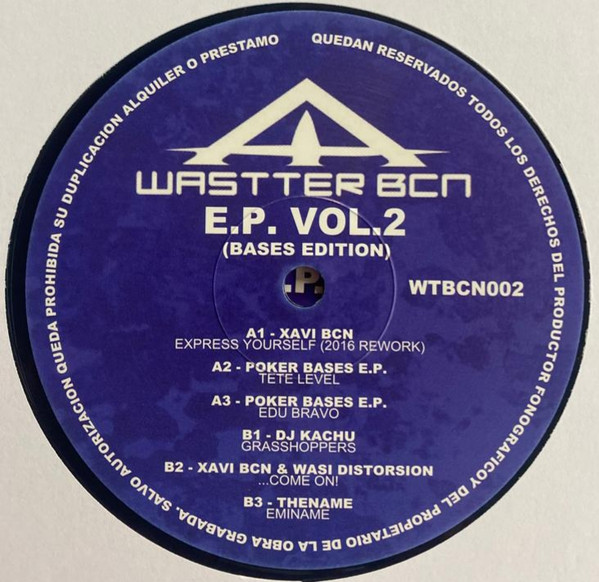 QUEDAN RESERVADOS TODOS LOS DERECHOS DEL PRODUCTOR FONOGRAFICOY DEL PROPIETARIO DE LA OBRA GRABADA. SALVO AUTORIZACION QUEDA PROHIBIDA SU DUPLICACION ALQUILER O PRESTAMO
WASTTER BCN
E.P. VOL.2
(BASES EDITION)
.P.
WTBCN002
A1 - XAVI BCN
EXPRESS YOURSELF (2016 REWORK)
A2 - POKER BASES E.P.
TETE LEVEL
A3 - POKER BASES E.P.
EDU BRAVO
B1 - DJ KACHU
GRASSHOPPERS
B2 - XAVI BCN & WASI DISTORSION
...COME ON!
B3 - THENAME
EMINAME